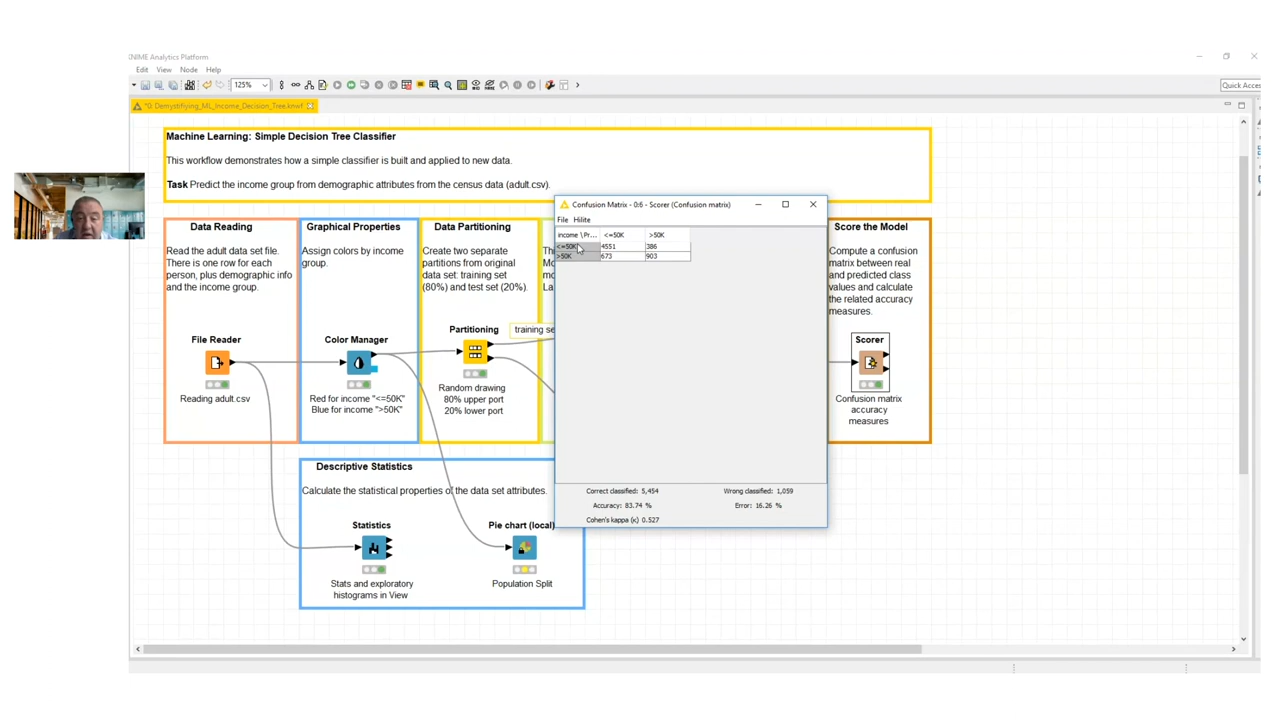 KNIME Analytics Platform
Edit View Node Help
125%
Quick Acces
Demystifiying_ML_Income_Decision_Tree.knwf
Machine Learning: Simple Decision Tree Classifier
This workflow demonstrates how a simple classifier is built and applied to new data.
Task Predict the income group from demographic attributes from the census data (adult.csv).
Data Reading
Read the adult data set file.
There is one row for each
person, plus demographic info
and the income group.
File Reader
Reading adult.csv
Graphical Properties
Assign colors by income
group.
Color Manager
Red for income "<=50K"
Blue for income ">50K"
Data Partitioning
Create two separate
partitions from original
data set: training set
(80%) and test set (20%).
Partitioning
Random drawing
80% upper port
20% lower port
training se
Confusion Matrix - 0:6 - Scorer (Confusion matrix)
File Hilite
income \Pr... <=50K >50K
<=50K 4551 386
>50K 673 903
Correct classified: 5,454 Wrong classified: 1,059
Accuracy: 83.74 % Error: 16.26 %
Cohen's kappa (κ) 0.527
Score the Model
Compute a confusion
matrix between real
and predicted class
values and calculate
the related accuracy
measures.
Scorer
Confusion matrix
accuracy
measures
Descriptive Statistics
Calculate the statistical properties of the data set attributes.
Statistics
Stats and exploratory
histograms in View
Pie chart (local)
Population Split